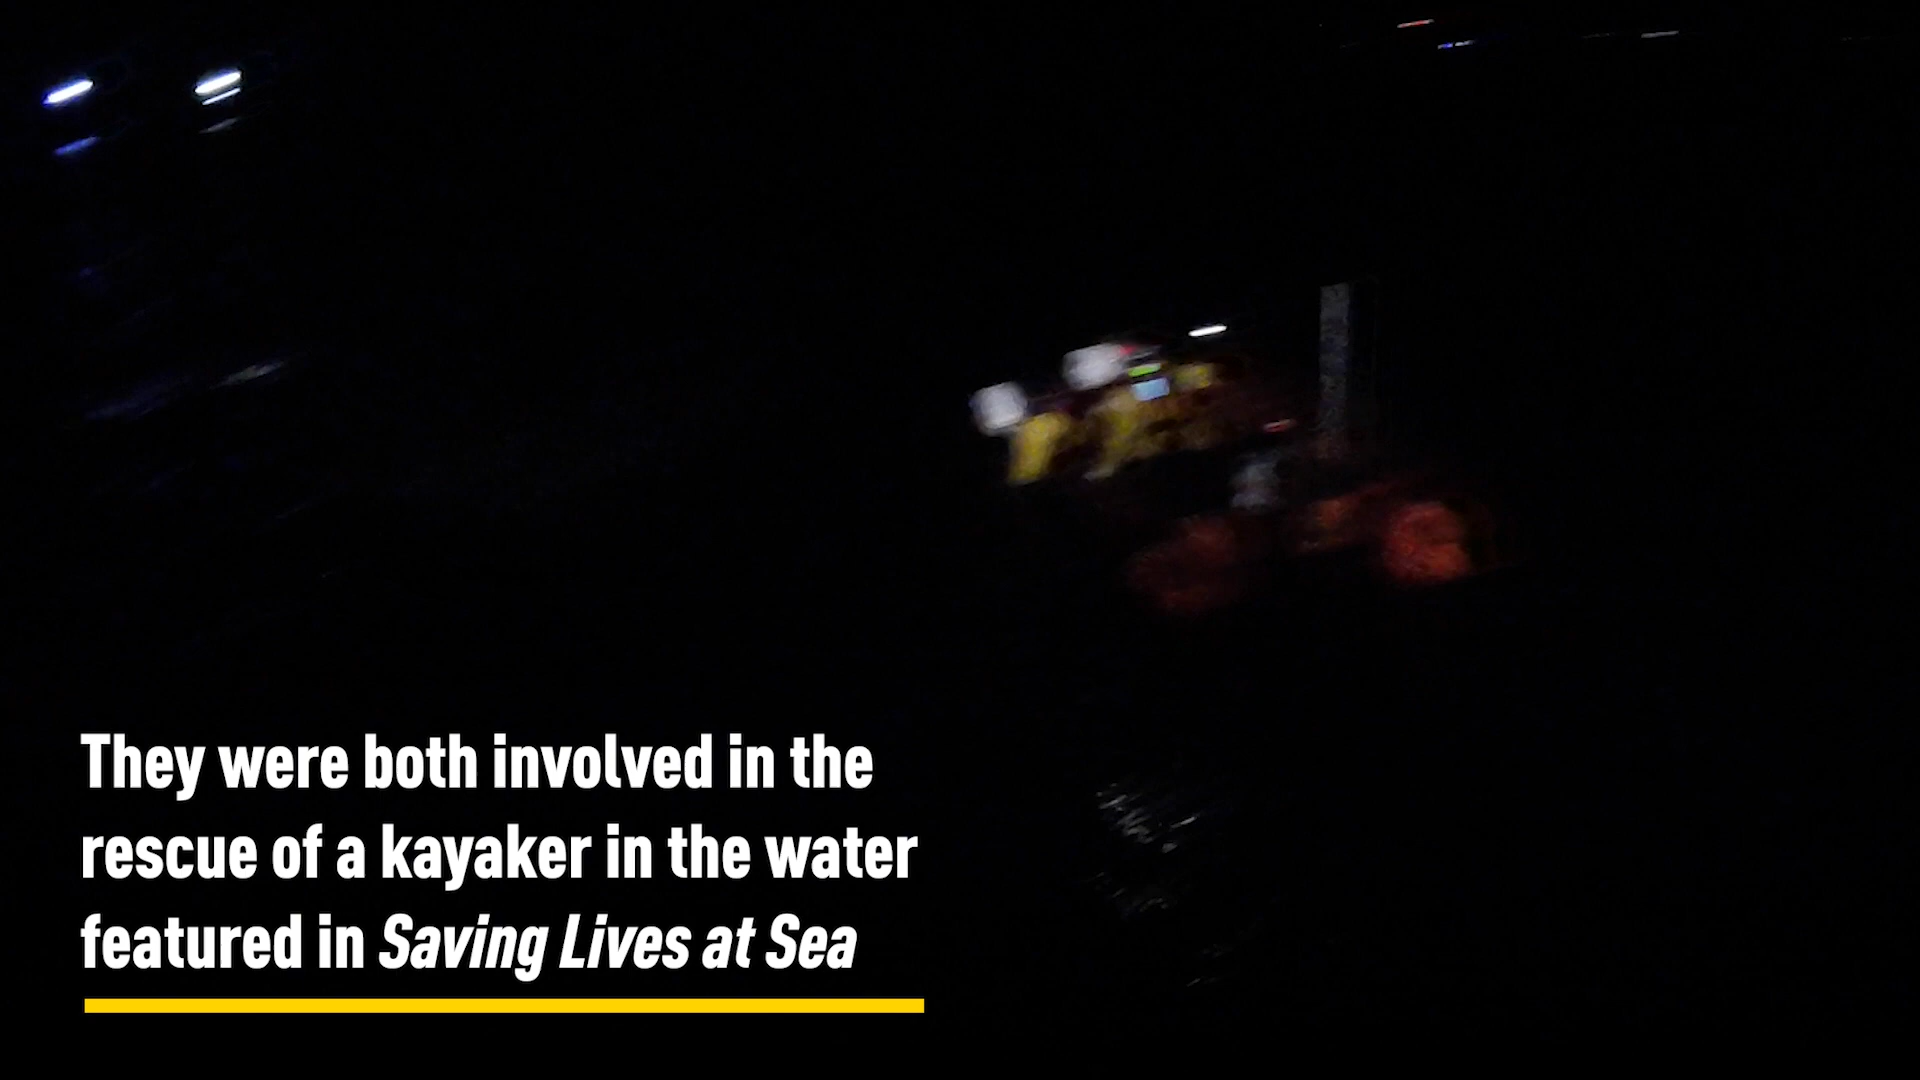 They were both involved in the
rescue of a kayaker in the water
featured in Saving Lives at Sea